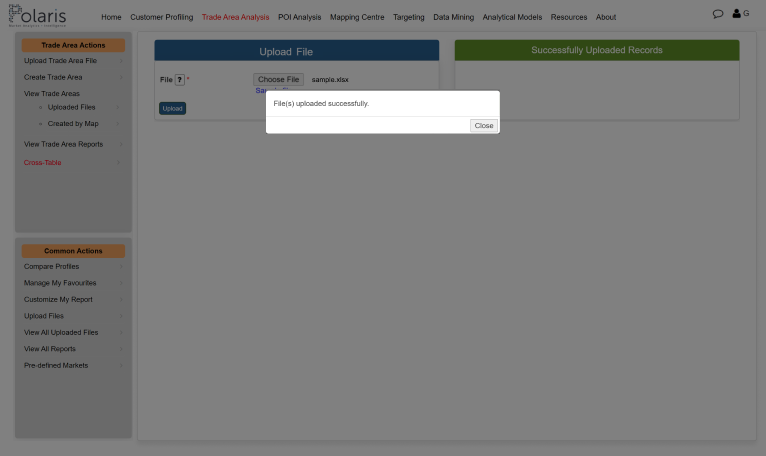 Polaris
Home Customer Profiling Trade Area Analysis POI Analysis Mapping Centre Targeting Data Mining Analytical Models Resources About
G
Trade Area Actions
Upload Trade Area File
Create Trade Area
View Trade Areas
Uploaded Files
Created by Map
View Trade Area Reports
Cross-Table
Common Actions
Compare Profiles
Manage My Favourites
Customize My Report
Upload Files
View All Uploaded Files
View All Reports
Pre-defined Markets
Upload File
File ? *
Choose File sample.xlsx
Upload
Successfully Uploaded Records
File(s) uploaded successfully.
Close